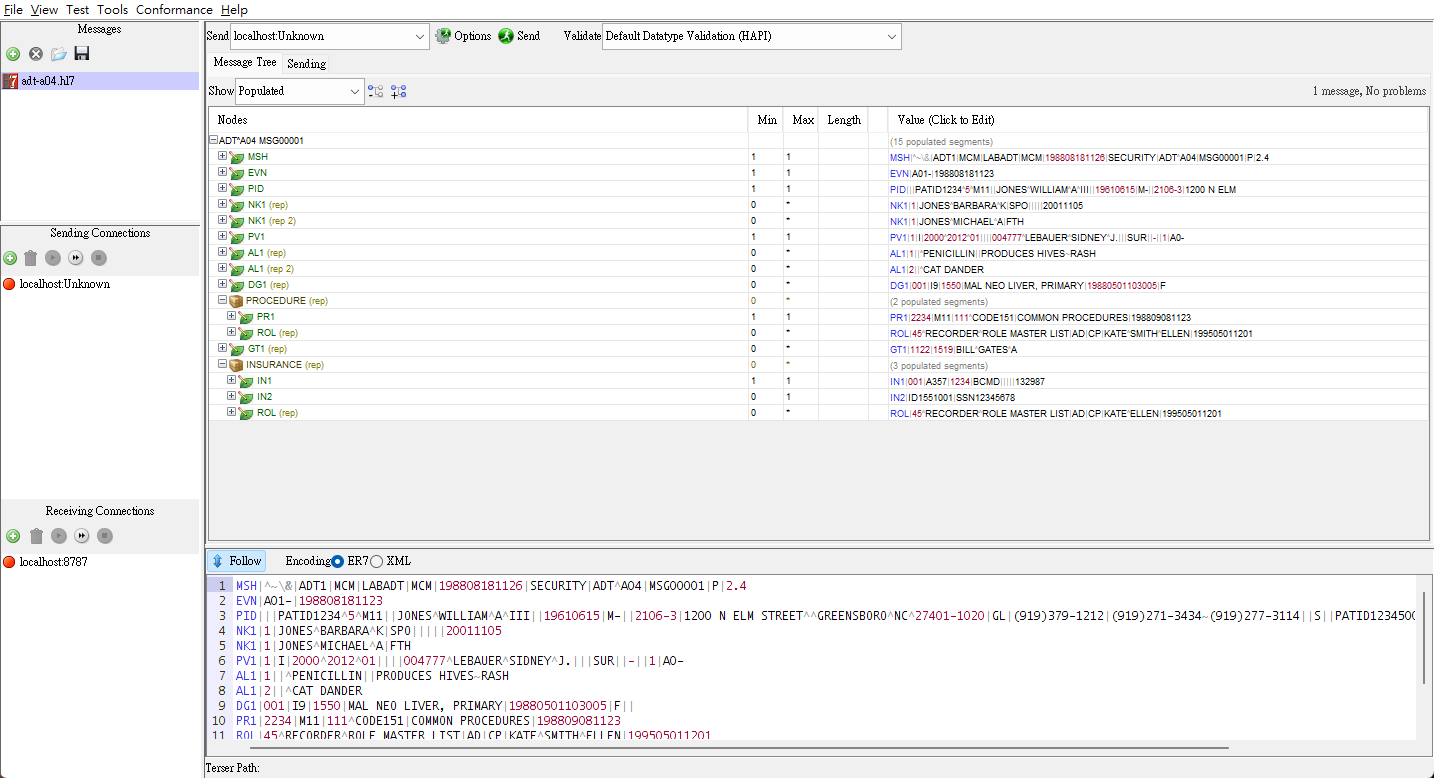 File View Test Tools Conformance Help
Messages
adt-a04.hl7
Sending Connections
localhost:Unknown
Receiving Connections
localhost:8787
Send localhost:Unknown Options Send Validate Default Datatype Validation (HAPI)
Message Tree Sending
Show Populated 1 message, No problems
Nodes Min Max Length Value (Click to Edit)
ADT^A04 MSG00001 (15 populated segments)
MSH 1 1 MSH|^~\&|ADT1|MCM|LABADT|MCM|198808181126|SECURITY|ADT^A04|MSG00001|P|2.4
EVN 1 1 EVN|A01-|198808181123
PID 1 1 PID|||PATID1234^5^M11||JONES^WILLIAM^A^III||19610615|M-||2106-3|1200 N ELM
NK1 (rep) 0 * NK1|1|JONES^BARBARA^K|SPO|||||20011105
NK1 (rep 2) 0 * NK1|1|JONES^MICHAEL^A|FTH
PV1 1 1 PV1|1|I|2000^2012^01||||004777^LEBAUER^SIDNEY^J.|||SUR||-||1|A0-
AL1 (rep) 0 * AL1|1||^PENICILLIN||PRODUCES HIVES~RASH
AL1 (rep 2) 0 * AL1|2||^CAT DANDER
DG1 (rep) 0 * DG1|001|I9|1550|MAL NEO LIVER, PRIMARY|19880501103005|F
PROCEDURE (rep) 0 * (2 populated segments)
PR1 1 1 PR1|2234|M11|111^CODE151|COMMON PROCEDURES|198809081123
ROL (rep) 0 * ROL|45^RECORDER^ROLE MASTER LIST|AD|CP|KATE^SMITH^ELLEN|199505011201
GT1 (rep) 0 * GT1|1122|1519|BILL^GATES^A
INSURANCE (rep) 0 * (3 populated segments)
IN1 1 1 IN1|001|A357|1234|BCMD|||||132987
IN2 0 1 IN2|ID1551001|SSN12345678
ROL (rep) 0 * ROL|45^RECORDER^ROLE MASTER LIST|AD|CP|KATE^ELLEN|199505011201
Follow Encoding ER7 XML
1 MSH|^~\&|ADT1|MCM|LABADT|MCM|198808181126|SECURITY|ADT^A04|MSG00001|P|2.4
2 EVN|A01-|198808181123
3 PID|||PATID1234^5^M11||JONES^WILLIAM^A^III||19610615|M-||2106-3|1200 N ELM STREET^^GREENSBORO^NC^27401-1020|GL|(919)379-1212|(919)271-3434~(919)277-3114||S||PATID1234500
4 NK1|1|JONES^BARBARA^K|SPO|||||20011105
5 NK1|1|JONES^MICHAEL^A|FTH
6 PV1|1|I|2000^2012^01||||004777^LEBAUER^SIDNEY^J.|||SUR||-||1|A0-
7 AL1|1||^PENICILLIN||PRODUCES HIVES~RASH
8 AL1|2||^CAT DANDER
9 DG1|001|I9|1550|MAL NEO LIVER, PRIMARY|19880501103005|F||
10 PR1|2234|M11|111^CODE151|COMMON PROCEDURES|198809081123
11 ROL|45^RECORDER^ROLE MASTER LIST|AD|CP|KATE^SMITH^ELLEN|199505011201
Terser Path: